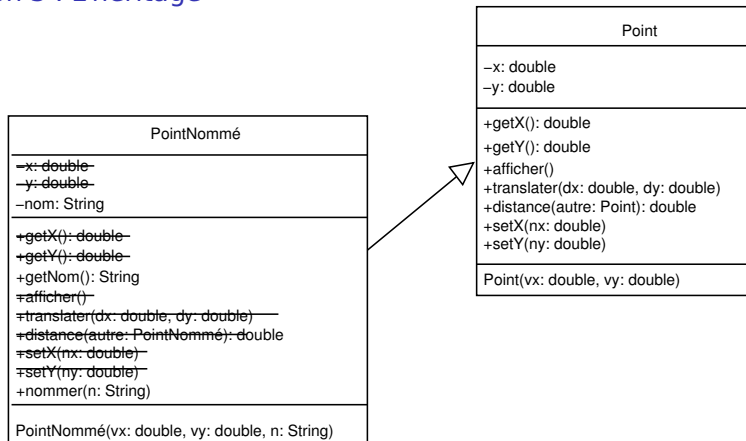 Point
−x: double
−y: double
+getX(): double
+getY(): double
+afficher()
+translater(dx: double, dy: double)
+distance(autre: Point): double
+setX(nx: double)
+setY(ny: double)
Point(vx: double, vy: double)
PointNommé
−x: double
−y: double
−nom: String
+getX(): double
+getY(): double
+getNom(): String
+afficher()
+translater(dx: double, dy: double)
+distance(autre: PointNommé): double
+setX(nx: double)
+setY(ny: double)
+nommer(n: String)
PointNommé(vx: double, vy: double, n: String)